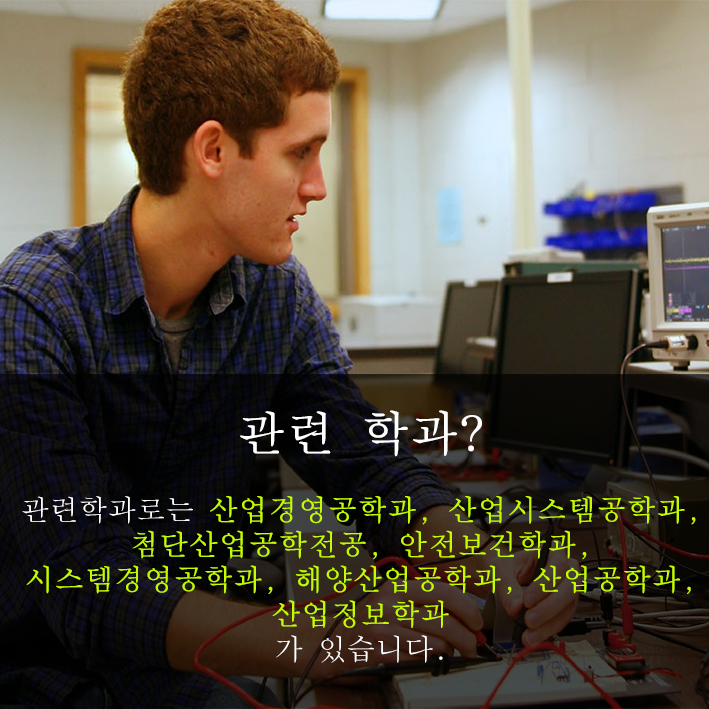 관련 학과?
관련학과로는 산업경영공학과, 산업시스템공학과,
첨단산업공학전공, 안전보건학과,
시스템경영공학과, 해양산업공학과, 산업공학과,
산업정보학과
가 있습니다.